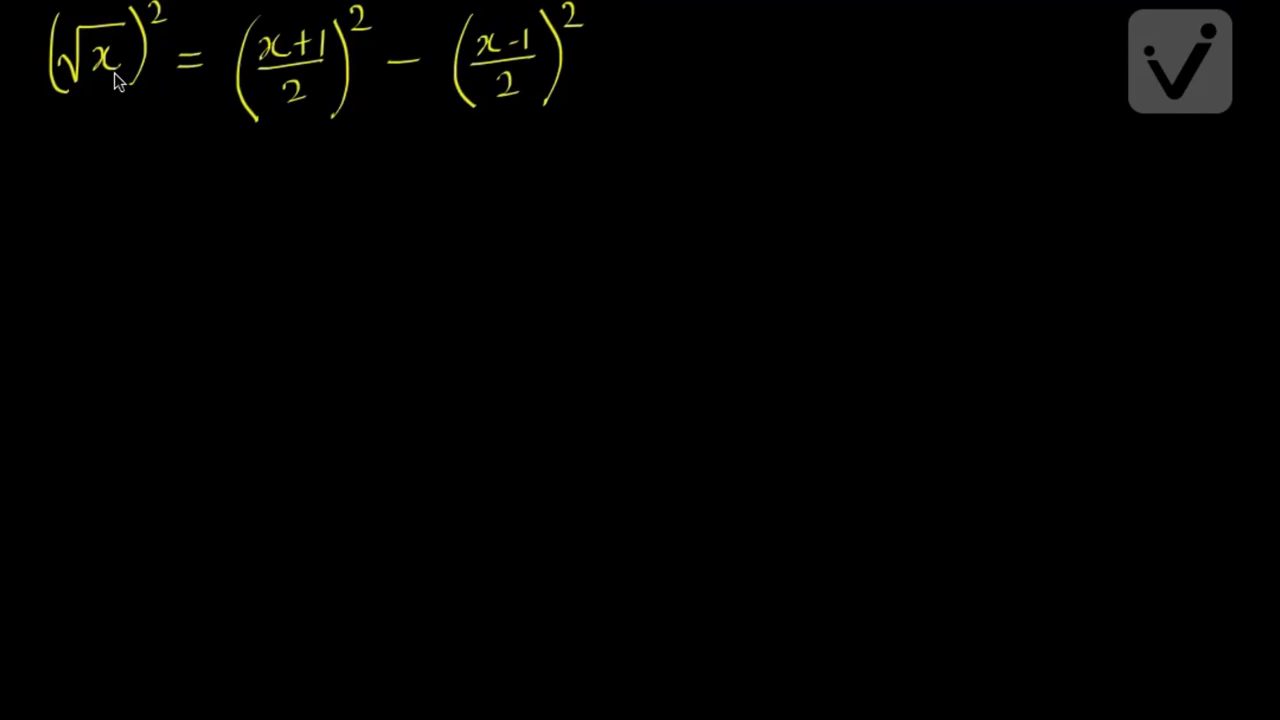 (√x)² = ((x+1)/2)² - ((x-1)/2)²